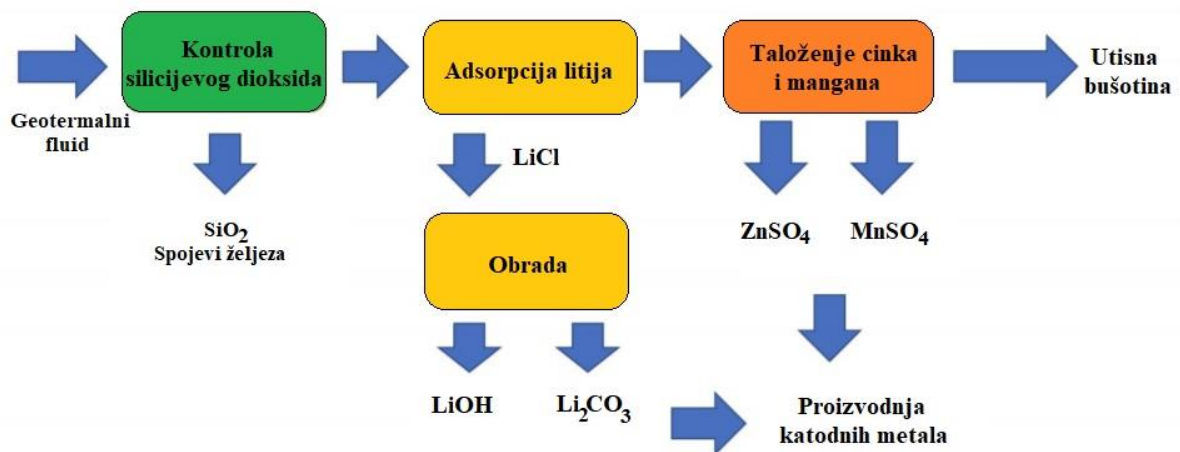 Kontrola
silicijevog dioksida
Adsorpcija litija
Taloženje cinka
i mangana
Utisna
bušotina
Geotermalni
fluid
LiCl
SiO₂
Spojevi željeza
Obrada
ZnSO₄
MnSO₄
LiOH
Li₂CO₃
Proizvodnja
katodnih metala